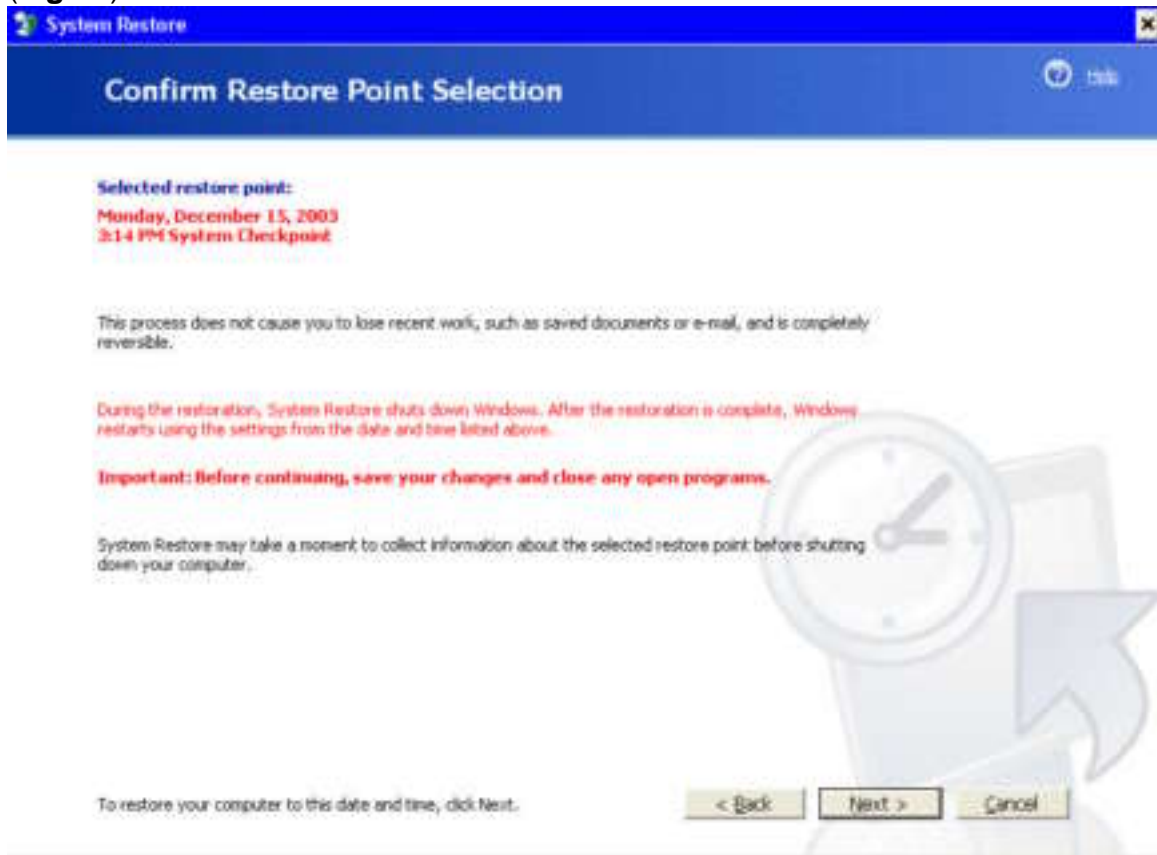 System Restore
Confirm Restore Point Selection
Help
Selected restore point:
Monday, December 15, 2003
3:14 PM System Checkpoint
This process does not cause you to lose recent work, such as saved documents or e-mail, and is completely
reversible.
During the restoration, System Restore shuts down Windows. After the restoration is complete, Windows
restarts using the settings from the date and time listed above.
Important: Before continuing, save your changes and close any open programs.
System Restore may take a moment to collect information about the selected restore point before shutting
down your computer.
To restore your computer to this date and time, click Next.
< Back
Next >
Cancel